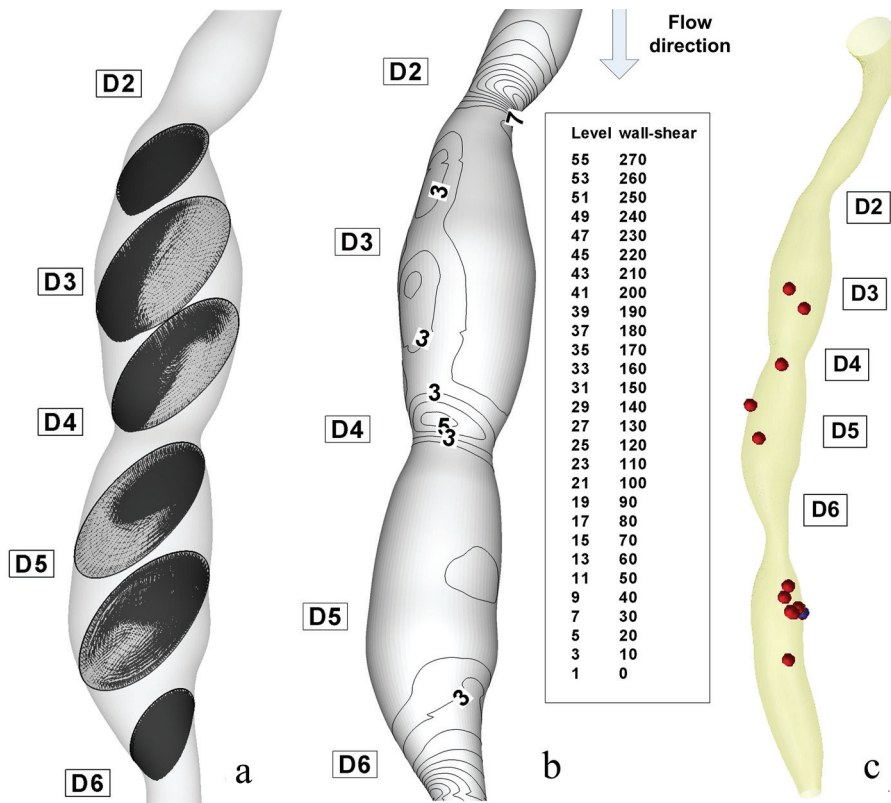 D2
D3
D4
D5
D6
a
D2
D3
D4
D5
D6
7
3
3
3
5
3
3
b
Flow
direction
Level wall-shear
55 270
53 260
51 250
49 240
47 230
45 220
43 210
41 200
39 190
37 180
35 170
33 160
31 150
29 140
27 130
25 120
23 110
21 100
19 90
17 80
15 70
13 60
11 50
9 40
7 30
5 20
3 10
1 0
D2
D3
D4
D5
D6
c